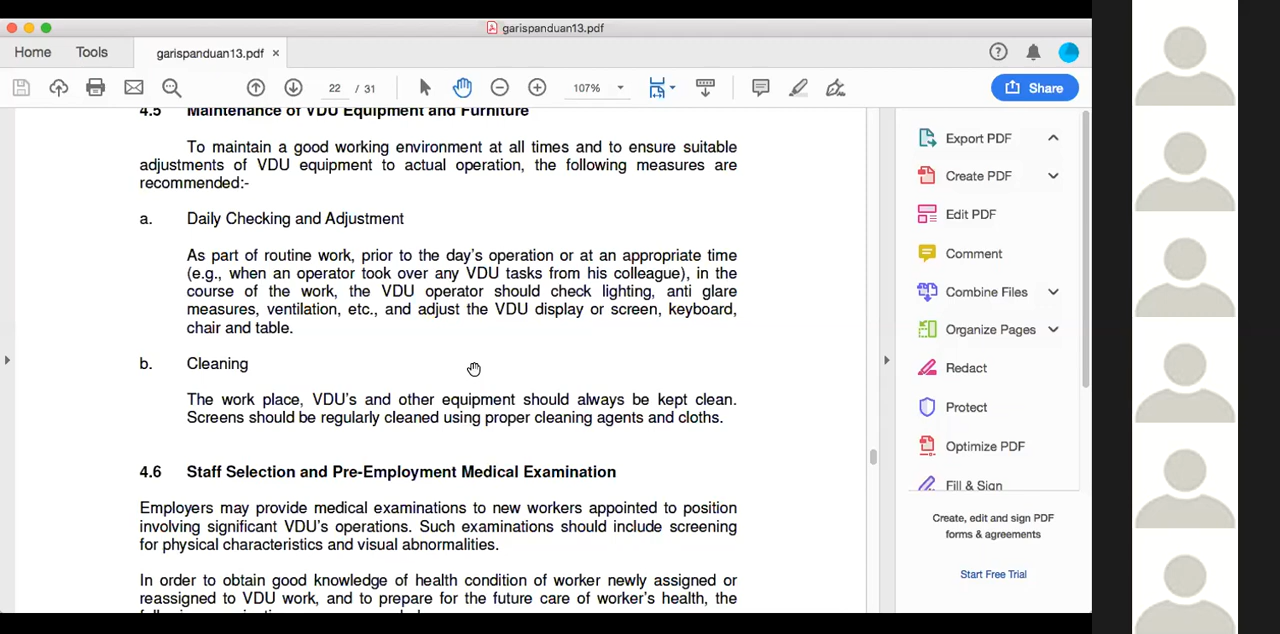 garispanduan13.pdf
Home Tools garispanduan13.pdf ×
22 / 31 107% Share
4.5 Maintenance of VDU Equipment and Furniture
To maintain a good working environment at all times and to ensure suitable
adjustments of VDU equipment to actual operation, the following measures are
recommended:-
a. Daily Checking and Adjustment
As part of routine work, prior to the day's operation or at an appropriate time
(e.g., when an operator took over any VDU tasks from his colleague), in the
course of the work, the VDU operator should check lighting, anti glare
measures, ventilation, etc., and adjust the VDU display or screen, keyboard,
chair and table.
b. Cleaning
The work place, VDU's and other equipment should always be kept clean.
Screens should be regularly cleaned using proper cleaning agents and cloths.
4.6 Staff Selection and Pre-Employment Medical Examination
Employers may provide medical examinations to new workers appointed to position
involving significant VDU's operations. Such examinations should include screening
for physical characteristics and visual abnormalities.
In order to obtain good knowledge of health condition of worker newly assigned or
reassigned to VDU work, and to prepare for the future care of worker's health, the
Export PDF
Create PDF
Edit PDF
Comment
Combine Files
Organize Pages
Redact
Protect
Optimize PDF
Fill & Sign
Create, edit and sign PDF
forms & agreements
Start Free Trial